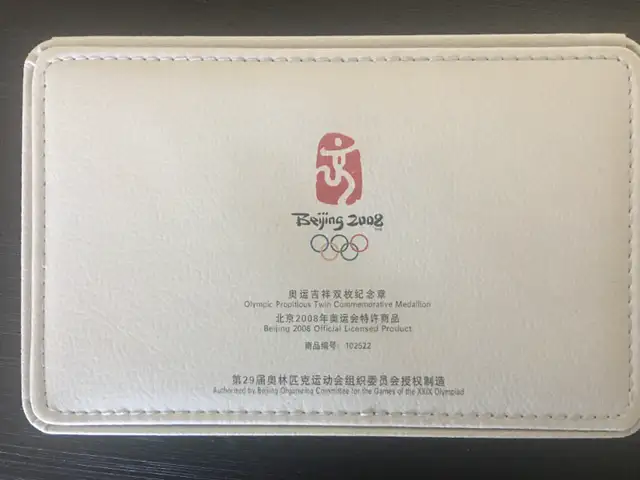 Beijing 2008
奥运吉祥双枚纪念章
Olympic Propitious Twin Commemorative Medallion
北京2008年奥运会特许商品
Beijing 2008 Official Licensed Product
商品编号: 102522
第29届奥林匹克运动会组织委员会授权制造
Authorized by Beijing Organizing Committee for the Games of the XXIX Olympiad